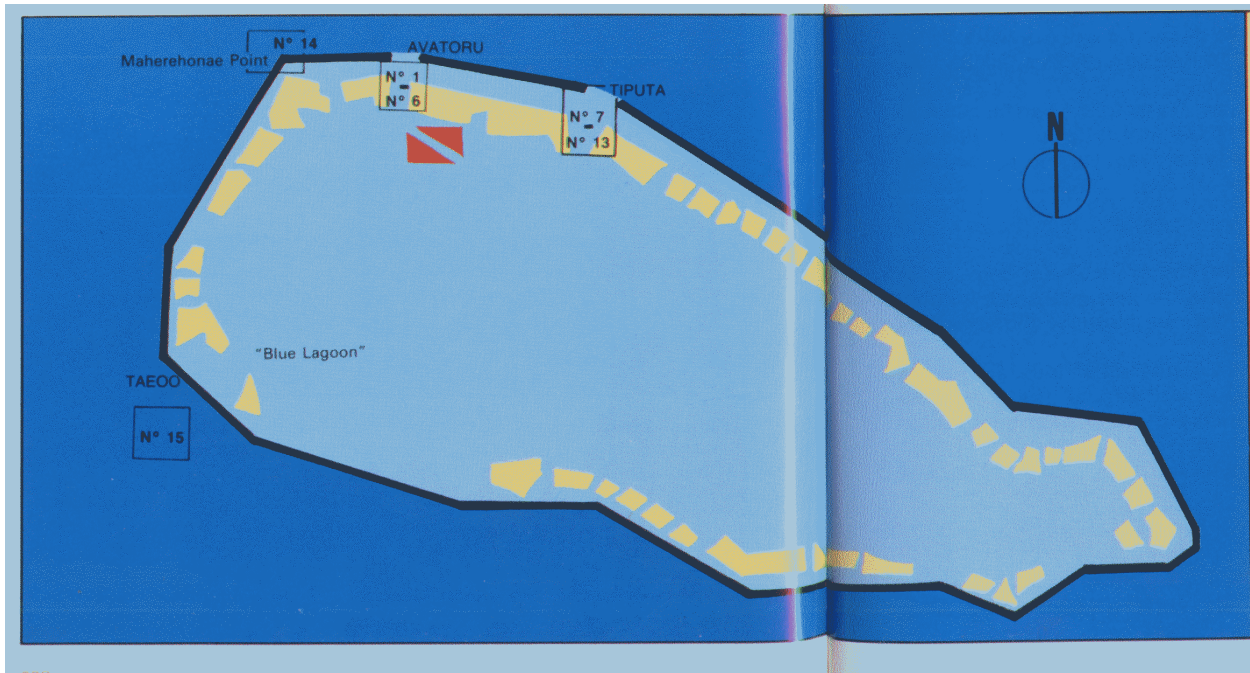 N° 14
Maherehonae Point
AVATORU
N° 1
-
N° 6
TIPUTA
N° 7
-
N° 13
N
"Blue Lagoon"
TAEOO
N° 15